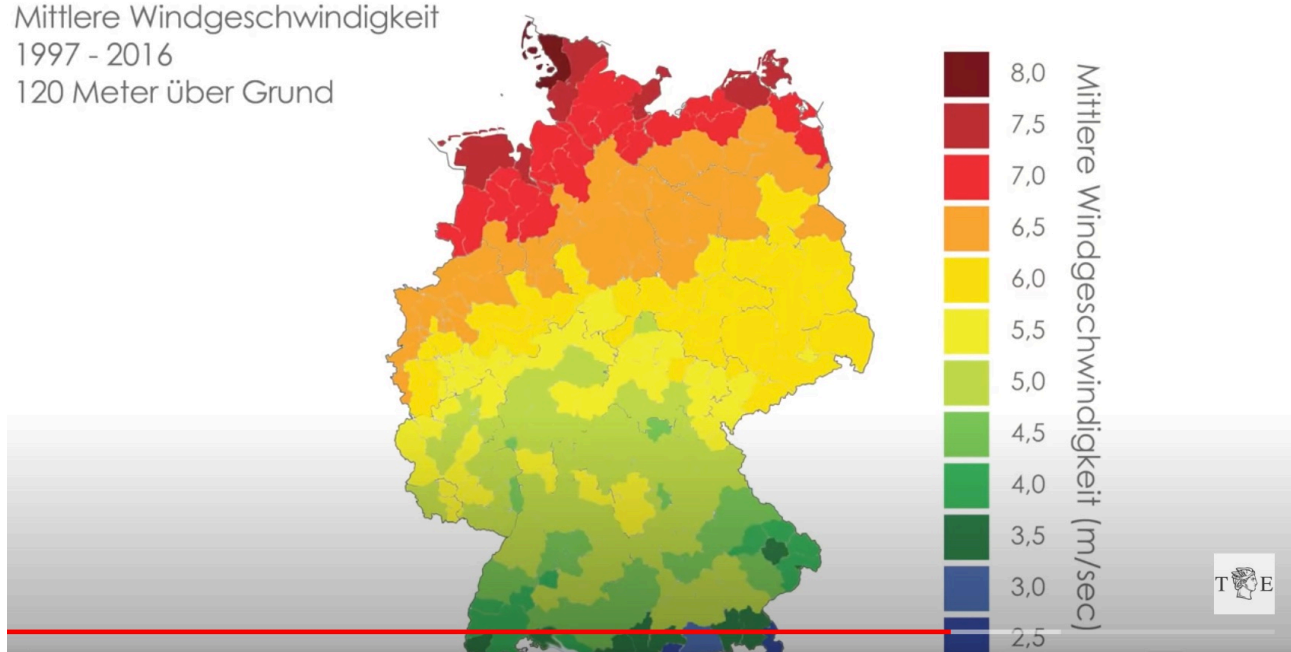 Mittlere Windgeschwindigkeit
1997 - 2016
120 Meter über Grund
8,0
7,5
7,0
6,5
6,0
5,5
5,0
4,5
4,0
3,5
3,0
2,5
Mittlere Windgeschwindigkeit (m/sec)
T E